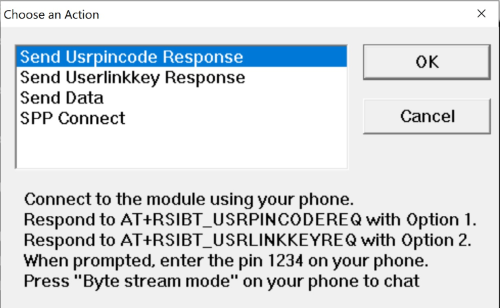 Choose an Action
Send Usrpincode Response
Send Userlinkkey Response
Send Data
SPP Connect
OK
Cancel
Connect to the module using your phone.
Respond to AT+RSIBT_USRPINCODEREQ with Option 1.
Respond to AT+RSIBT_USRLINKKEYREQ with Option 2.
When prompted, enter the pin 1234 on your phone.
Press "Byte stream mode" on your phone to chat